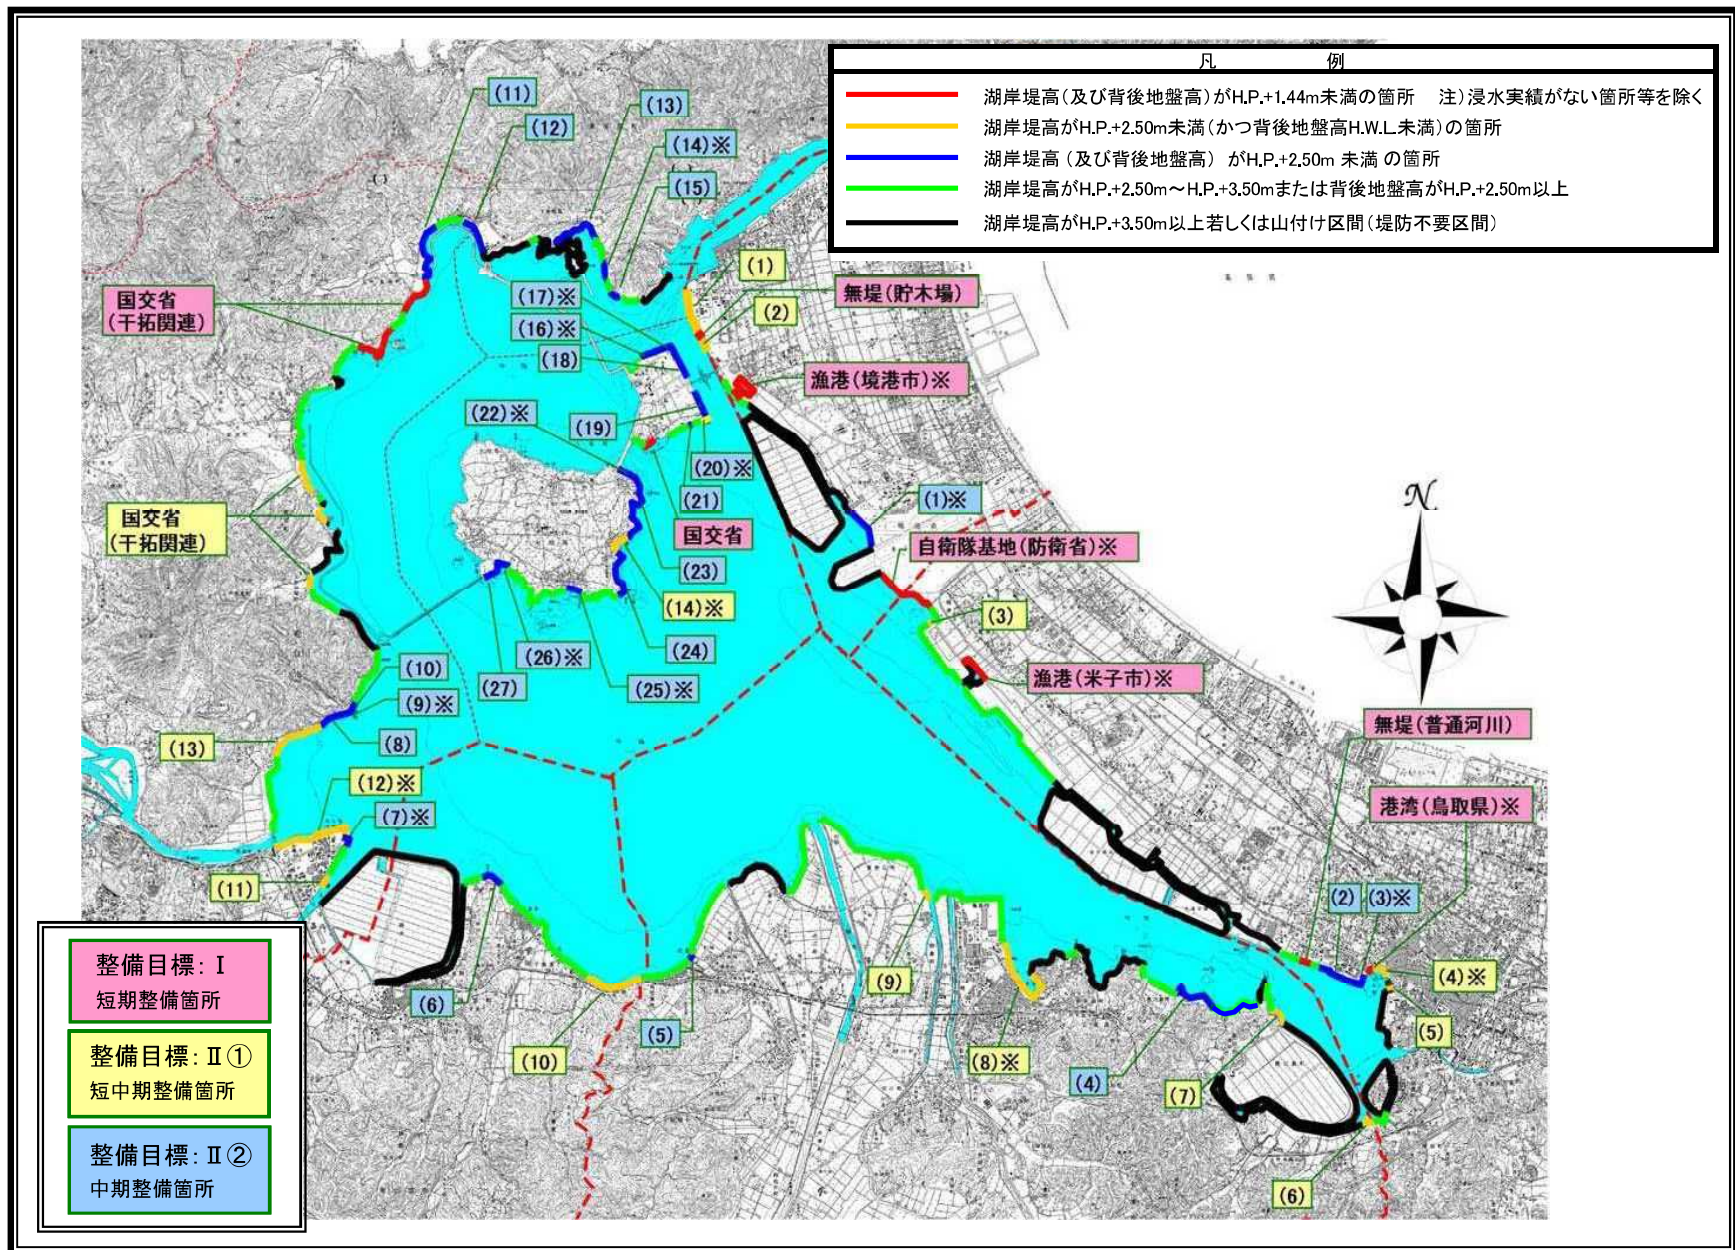 凡　　　例
湖岸堤高(及び背後地盤高)がH.P.+1.44m未満の箇所　注)浸水実績がない箇所等を除く
湖岸堤高がH.P.+2.50m未満(かつ背後地盤高H.W.L.未満)の箇所
湖岸堤高 (及び背後地盤高) がH.P.+2.50m 未満 の箇所
湖岸堤高がH.P.+2.50m～H.P.+3.50mまたは背後地盤高がH.P.+2.50m以上
湖岸堤高がH.P.+3.50m以上若しくは山付け区間(堤防不要区間)
(11)
(12)
(13)
(14)※
(15)
(1)
無堤(貯木場)
(2)
国交省
(干拓関連)
(17)※
(16)※
(18)
漁港(境港市)※
(22)※
(19)
(20)※
(21)
国交省
(1)※
国交省
(干拓関連)
自衛隊基地(防衛省)※
(23)
(14)※
(3)
(24)
(26)※
(25)※
(27)
(10)
(9)※
(8)
漁港(米子市)※
無堤(普通河川)
(13)
(12)※
(7)※
港湾(鳥取県)※
(11)
(2)
(3)※
(4)※
(6)
(9)
(5)
(10)
(5)
(8)※
(4)
(7)
(6)
N
整備目標: Ⅰ
短期整備箇所
整備目標: Ⅱ①
短中期整備箇所
整備目標: Ⅱ②
中期整備箇所